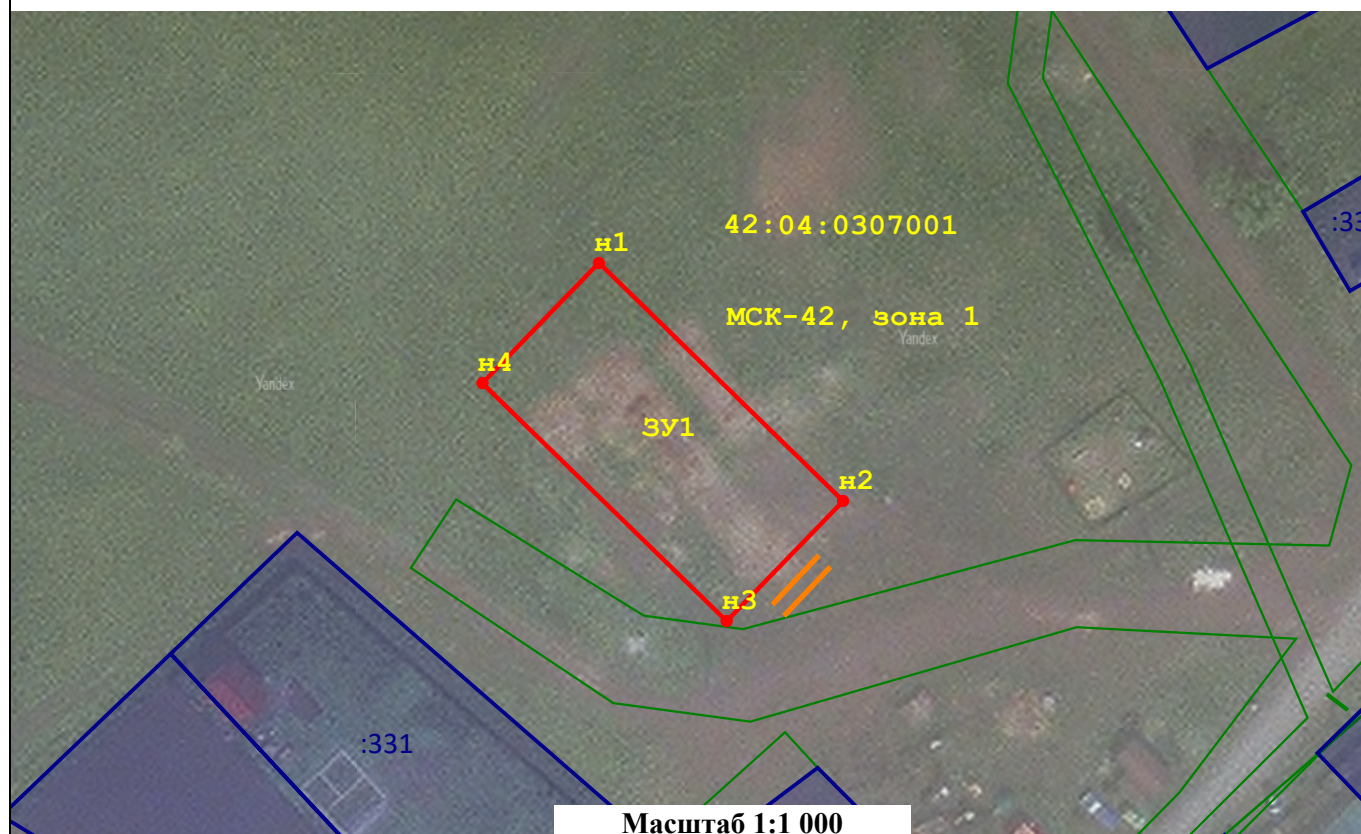 42:04:0307001
:33
н1
МСК-42, зона 1
Yandex
н4
Yandex
ЗУ1
н2
н3
:331
Масштаб 1:1 000